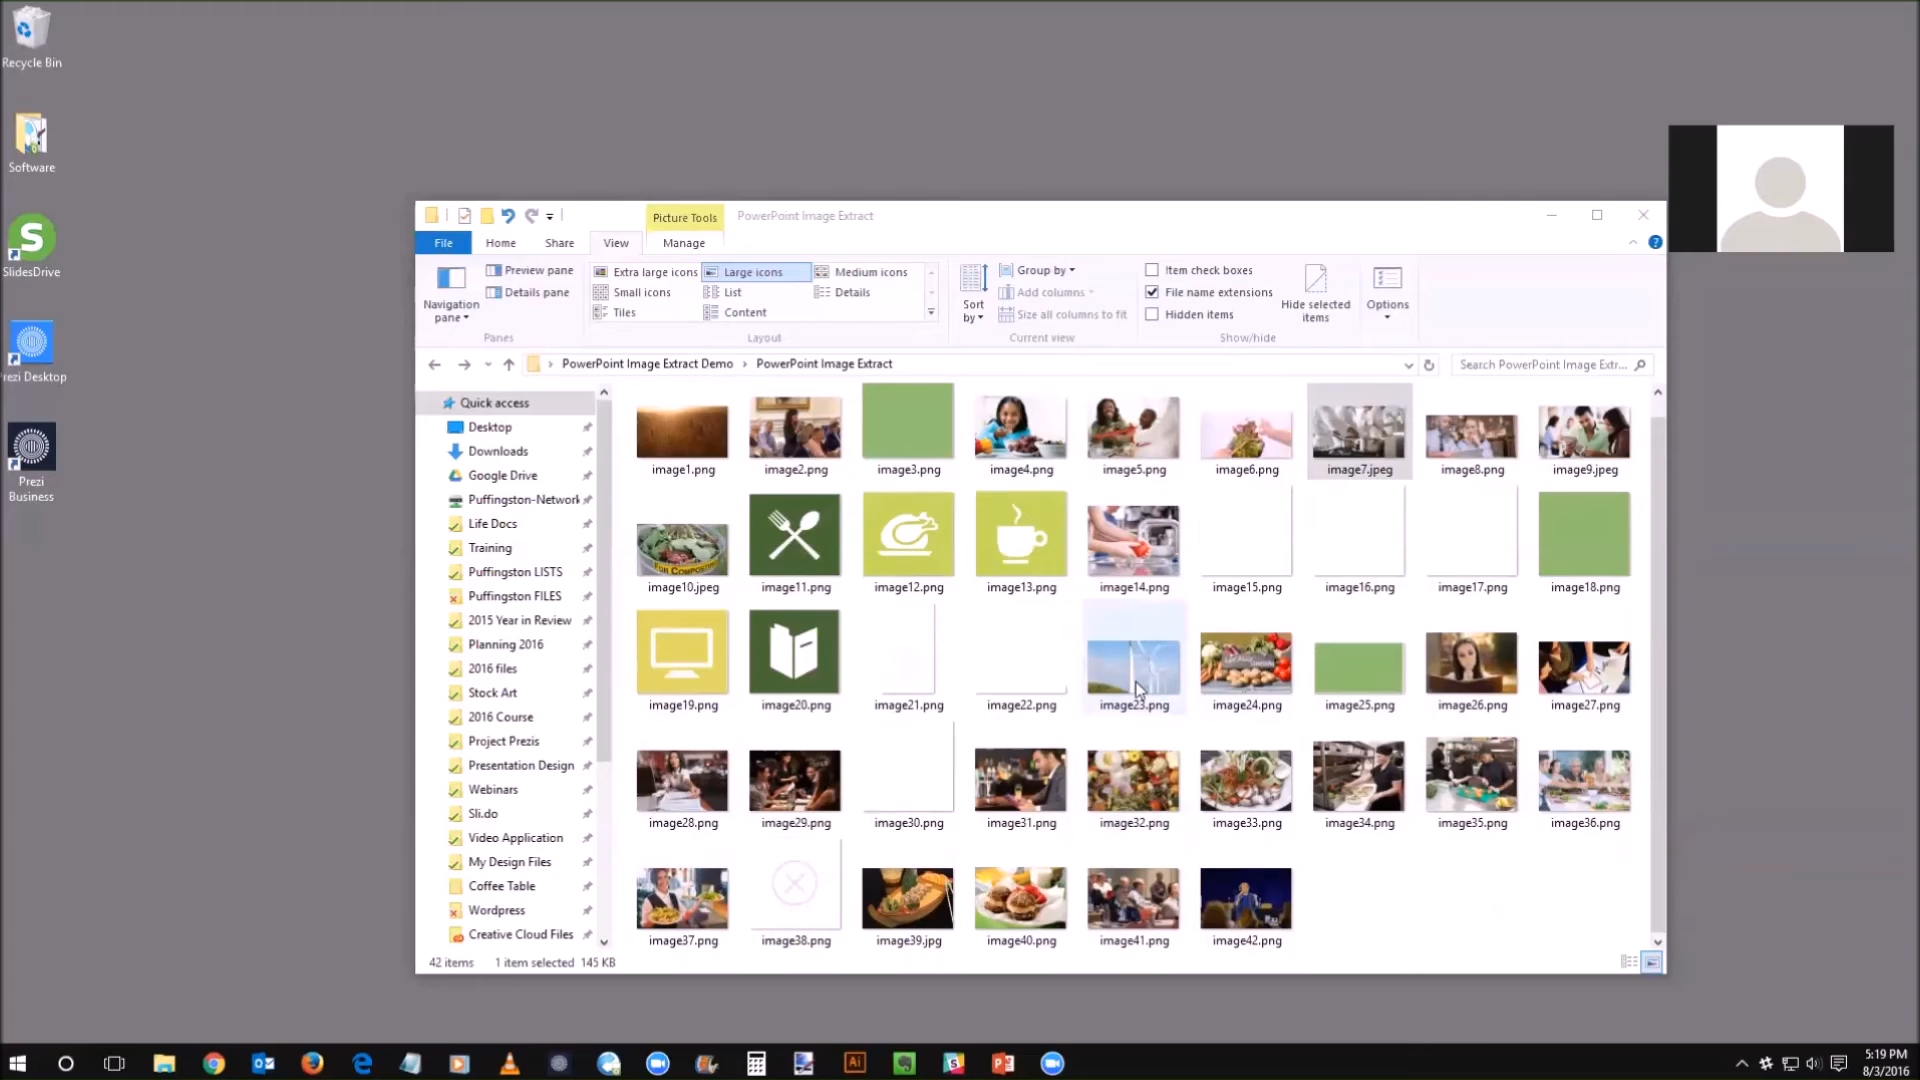 Recycle Bin
Software
SlidesDrive
Prezi Desktop
Prezi
Business
Picture Tools
PowerPoint Image Extract
File
Home
Share
View
Manage
Navigation
pane
Preview pane
Details pane
Panes
Extra large icons
Large icons
Medium icons
Small icons
List
Details
Tiles
Content
Layout
Sort
by
Group by
Add columns
Size all columns to fit
Current view
Item check boxes
File name extensions
Hidden items
Hide selected
items
Show/hide
Options
PowerPoint Image Extract Demo > PowerPoint Image Extract
Search PowerPoint Image Extr...
Quick access
Desktop
Downloads
Google Drive
Puffingston-Network
Life Docs
Training
Puffingston LISTS
Puffingston FILES
2015 Year in Review
Planning 2016
2016 files
Stock Art
2016 Course
Project Prezis
Presentation Design
Webinars
Sli.do
Video Application
My Design Files
Coffee Table
Wordpress
Creative Cloud Files
image1.png image2.png image3.png image4.png image5.png image6.png image7.jpeg image8.png image9.jpeg
FOR COMPOSTING
image10.jpeg image11.png image12.png image13.png image14.png image15.png image16.png image17.png image18.png
image19.png image20.png image21.png image22.png image23.png image24.png image25.png image26.png image27.png
image28.png image29.png image30.png image31.png image32.png image33.png image34.png image35.png image36.png
image37.png image38.png image39.jpg image40.png image41.png image42.png
42 items 1 item selected 145 KB
Ai
5:19 PM
8/3/2016